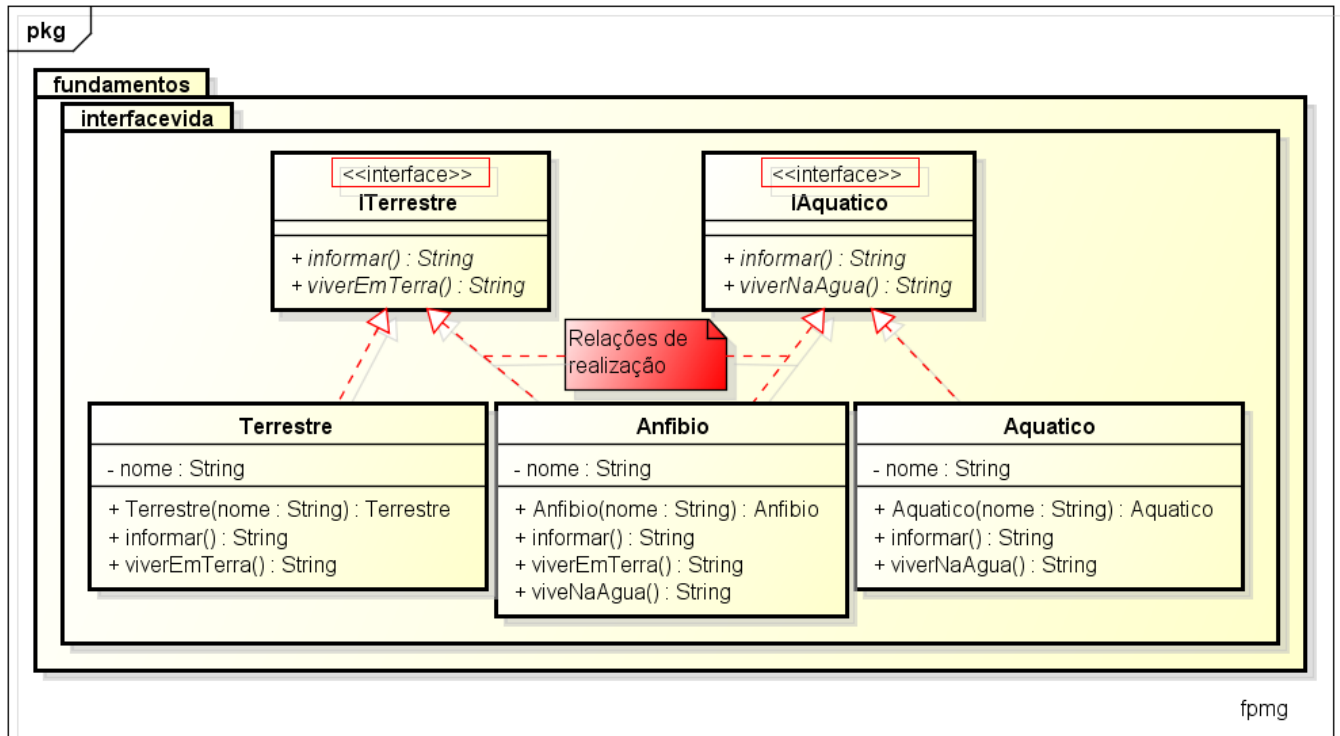 pkg
fundamentos
interfacevida
<<interface>>
ITerrestre
+ informar() : String
+ viverEmTerra() : String
<<interface>>
IAquatico
+ informar() : String
+ viverNaAgua() : String
Relações de
realização
Terrestre
- nome : String
+ Terrestre(nome : String) : Terrestre
+ informar() : String
+ viverEmTerra() : String
Anfibio
- nome : String
+ Anfibio(nome : String) : Anfibio
+ informar() : String
+ viverEmTerra() : String
+ viveNaAgua() : String
Aquatico
- nome : String
+ Aquatico(nome : String) : Aquatico
+ informar() : String
+ viverNaAgua() : String
fpmg